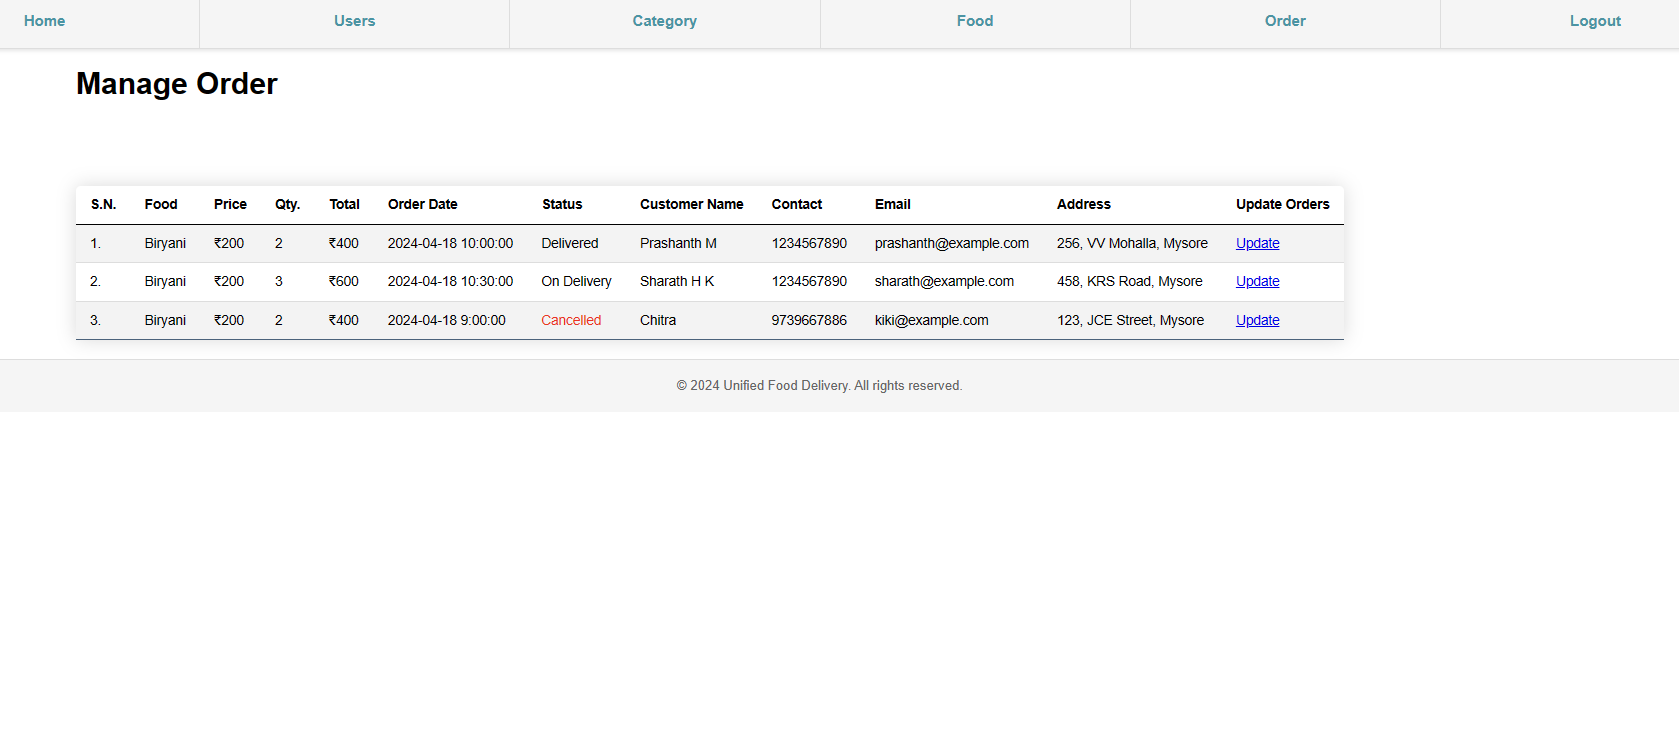 Home Users Category Food Order Logout
Manage Order
S.N. Food Price Qty. Total Order Date Status Customer Name Contact Email Address Update Orders
1. Biryani ₹200 2 ₹400 2024-04-18 10:00:00 Delivered Prashanth M 1234567890 prashanth@example.com 256, VV Mohalla, Mysore Update
2. Biryani ₹200 3 ₹600 2024-04-18 10:30:00 On Delivery Sharath H K 1234567890 sharath@example.com 458, KRS Road, Mysore Update
3. Biryani ₹200 2 ₹400 2024-04-18 9:00:00 Cancelled Chitra 9739667886 kiki@example.com 123, JCE Street, Mysore Update
© 2024 Unified Food Delivery. All rights reserved.